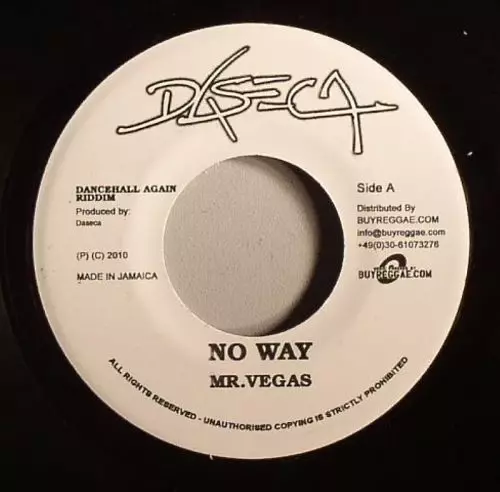 DASECA
DANCEHALL AGAIN
RIDDIM
Produced by:
Daseca
(P) (C) 2010
MADE IN JAMAICA
Side A
Distributed By
BUYREGGAE.COM
info@buyreggae.com
+49(0)30-61073276
BUYREGGAE.COM
NO WAY
MR.VEGAS
ALL RIGHTS RESERVED - UNAUTHORISED COPYING IS STRICTLY PROHIBITED